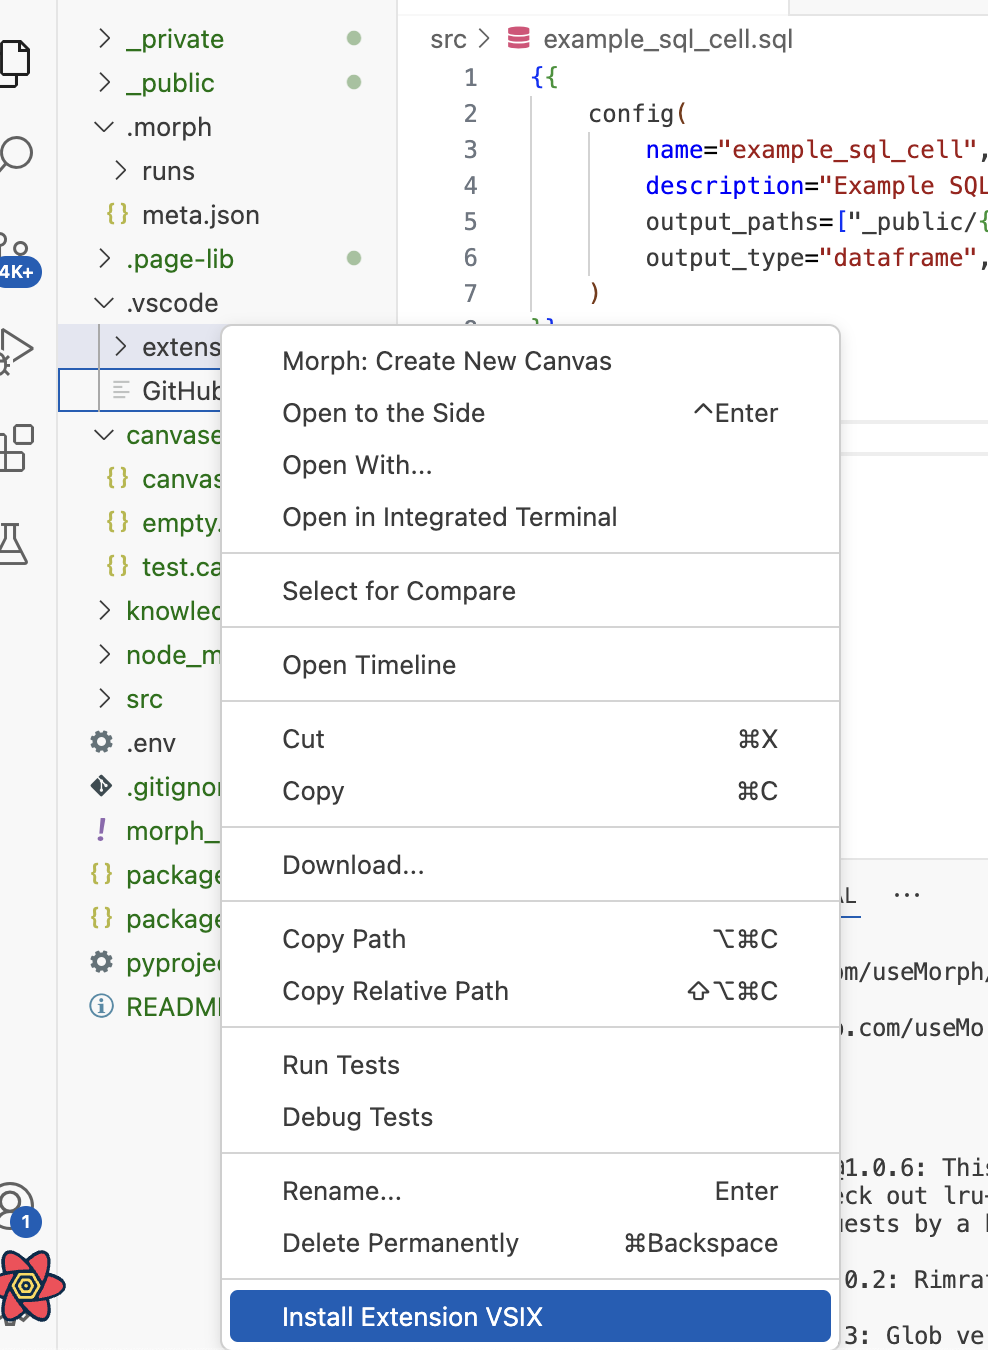 _private
_public
.morph
runs
{} meta.json
.page-lib
.vscode
extens
GitHub
canvase
{} canvas
{} empty.
{} test.ca
knowled
node_m
src
.env
.gitignor
! morph_
{} package
{} package
pyproje
README
4K+
1
src > example_sql_cell.sql
1 {{
2 config(
3 name="example_sql_cell",
4 description="Example SQL
5 output_paths=["_public/{
6 output_type="dataframe",
7 )
Morph: Create New Canvas
Open to the Side ^Enter
Open With...
Open in Integrated Terminal
Select for Compare
Open Timeline
Cut ⌘X
Copy ⌘C
Download...
Copy Path ⌥⌘C
Copy Relative Path ⇧⌥⌘C
Run Tests
Debug Tests
Rename... Enter
Delete Permanently ⌘Backspace
Install Extension VSIX
AL ...
om/useMorph/
.com/useMo
@1.0.6: This
eck out lru-
uests by a
0.2: Rimra
3: Glob ve